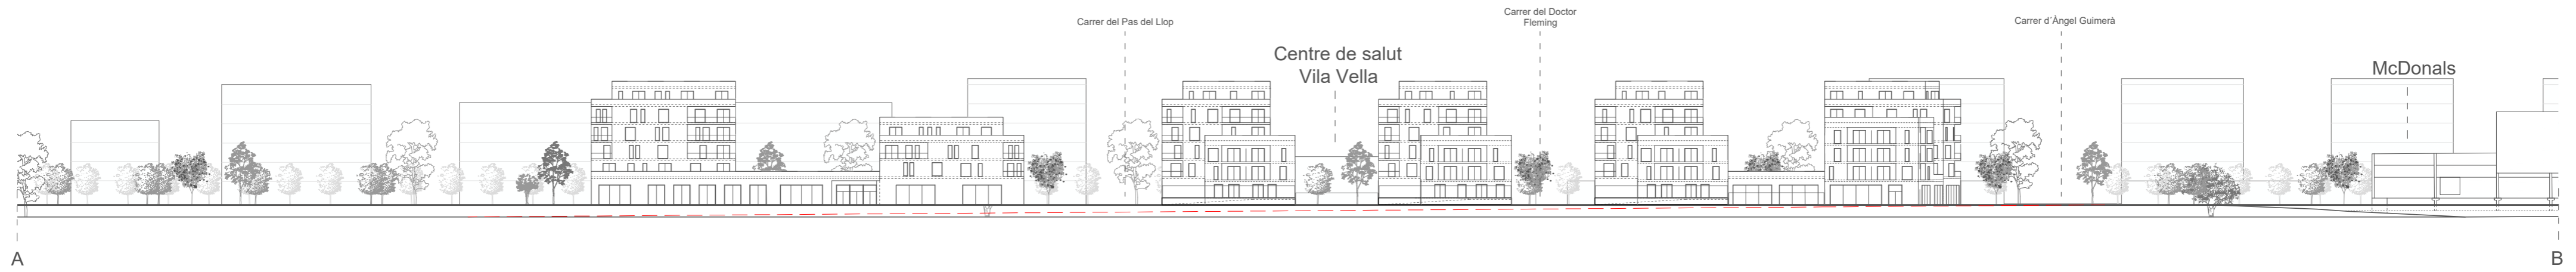 Carrer del Pas del Llop
Carrer del Doctor
Fleming
Carrer d´Àngel Guimerà
Centre de salut
Vila Vella
McDonals
A
B